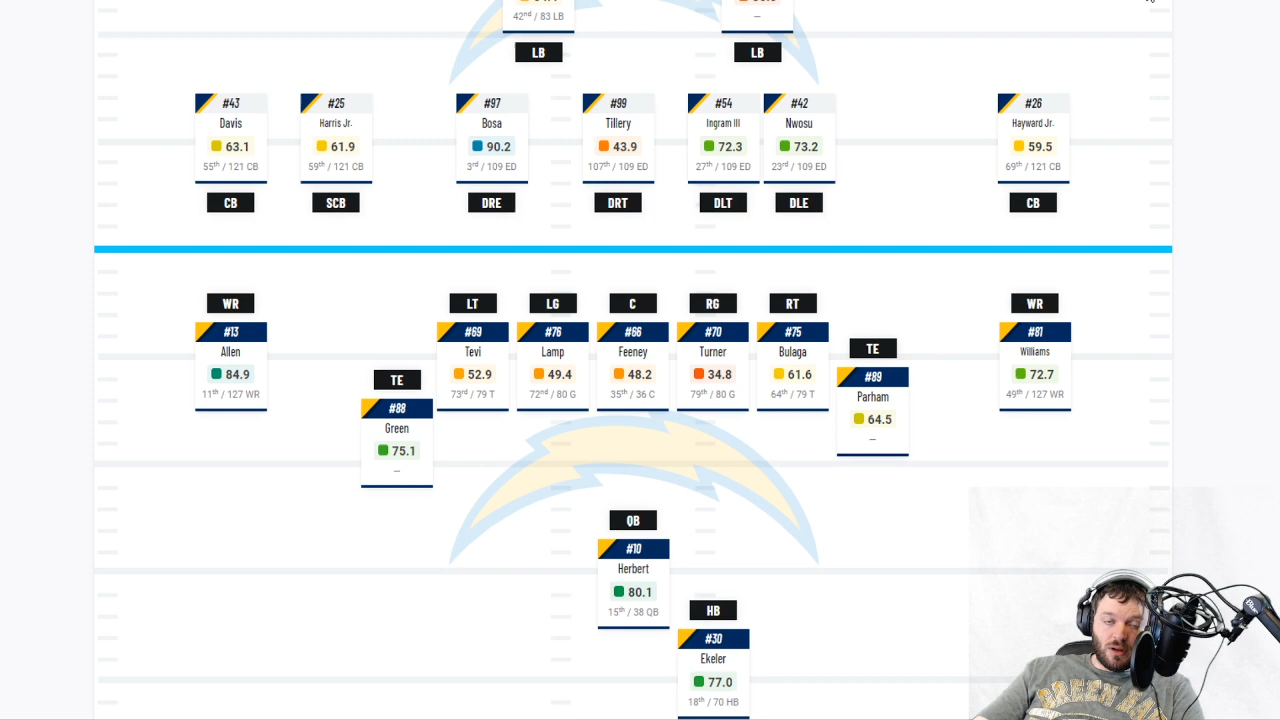 42nd / 83 LB
—
LB
LB
#43
Davis
63.1
55th / 121 CB
CB
#25
Harris Jr.
61.9
59th / 121 CB
SCB
#97
Bosa
90.2
3rd / 109 ED
DRE
#99
Tillery
43.9
107th / 109 ED
DRT
#54
Ingram III
72.3
27th / 109 ED
DLT
#42
Nwosu
73.2
23rd / 109 ED
DLE
#26
Hayward Jr.
59.5
69th / 121 CB
CB
WR
#13
Allen
84.9
11th / 127 WR
TE
#88
Green
75.1
—
LT
#69
Tevi
52.9
73rd / 79 T
LG
#76
Lamp
49.4
72nd / 80 G
C
#66
Feeney
48.2
35th / 36 C
RG
#70
Turner
34.8
79th / 80 G
RT
#75
Bulaga
61.6
64th / 79 T
TE
#89
Parham
64.5
—
WR
#81
Williams
72.7
49th / 127 WR
QB
#10
Herbert
80.1
15th / 38 QB
HB
#30
Ekeler
77.0
18th / 70 HB
GREEN BAY